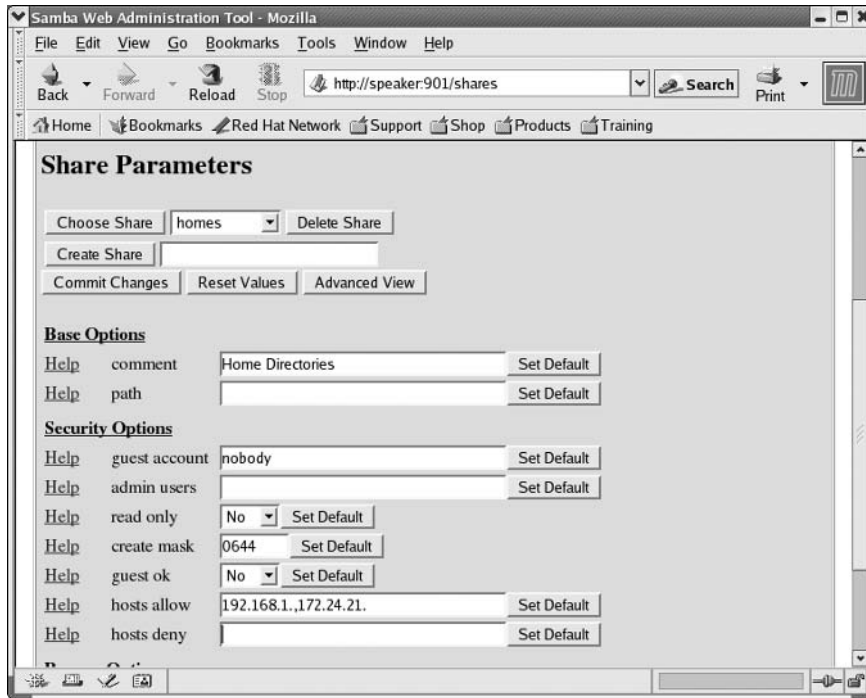 Samba Web Administration Tool - Mozilla
File Edit View Go Bookmarks Tools Window Help
Back Forward Reload Stop http://speaker:901/shares Search Print
Home Bookmarks Red Hat Network Support Shop Products Training
Share Parameters
Choose Share homes Delete Share
Create Share
Commit Changes Reset Values Advanced View
Base Options
Help comment Home Directories Set Default
Help path Set Default
Security Options
Help guest account nobody Set Default
Help admin users Set Default
Help read only No Set Default
Help create mask 0644 Set Default
Help guest ok No Set Default
Help hosts allow 192.168.1.,172.24.21. Set Default
Help hosts deny Set Default